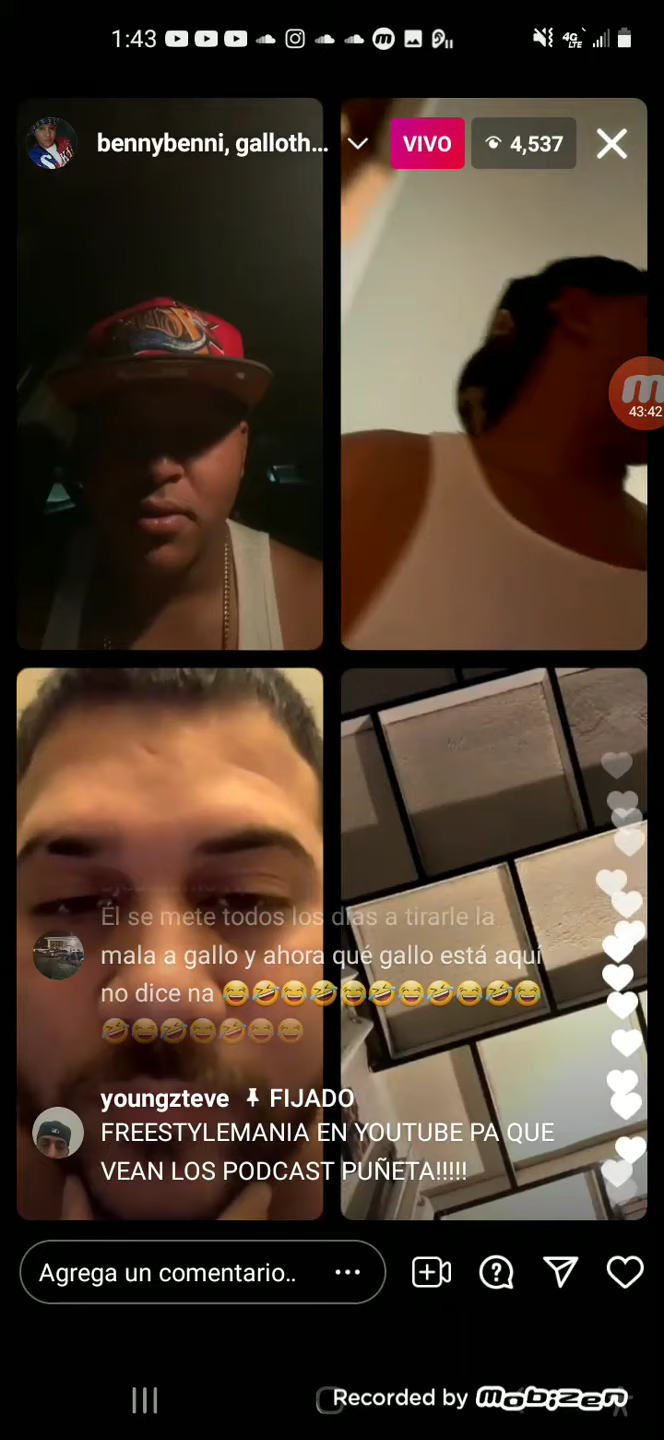 1:43
4G LTE
bennybenni, galloth...
VIVO
4,537
43:42
Él se mete todos los días a tirarle la
mala a gallo y ahora qué gallo está aquí
no dice na 😂🤣😂🤣😂🤣😂🤣😂🤣😂
🤣😂🤣😂🤣😂😂
youngzteve FIJADO
FREESTYLEMANIA EN YOUTUBE PA QUE
VEAN LOS PODCAST PUÑETA!!!!!
Agrega un comentario..
Recorded by mobizen